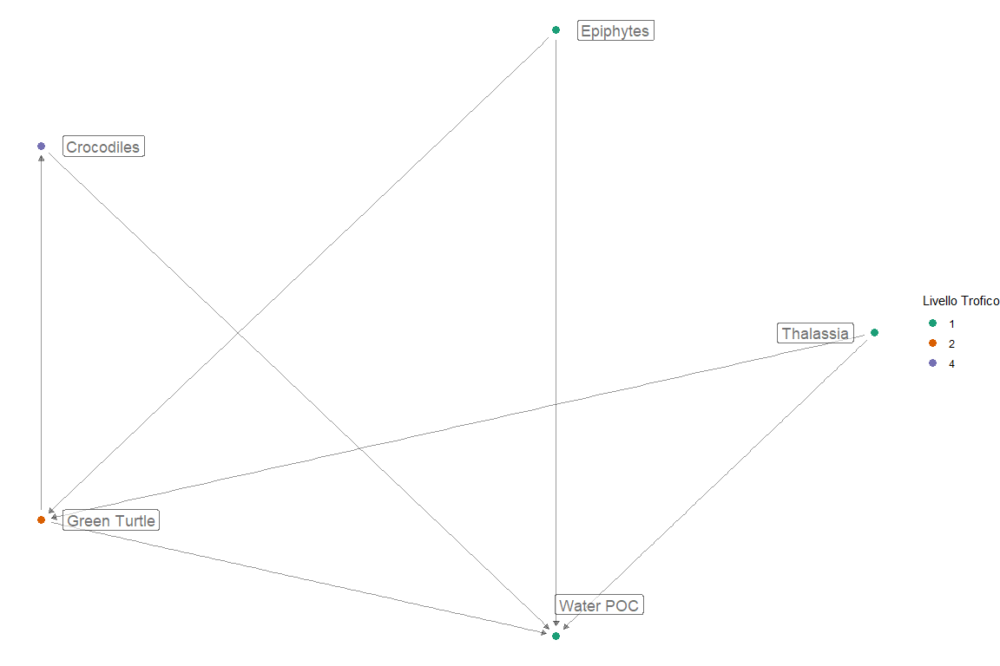 Epiphytes
Crocodiles
Livello Trofico
1
Thalassia
2
4
Green Turtle
Water POC